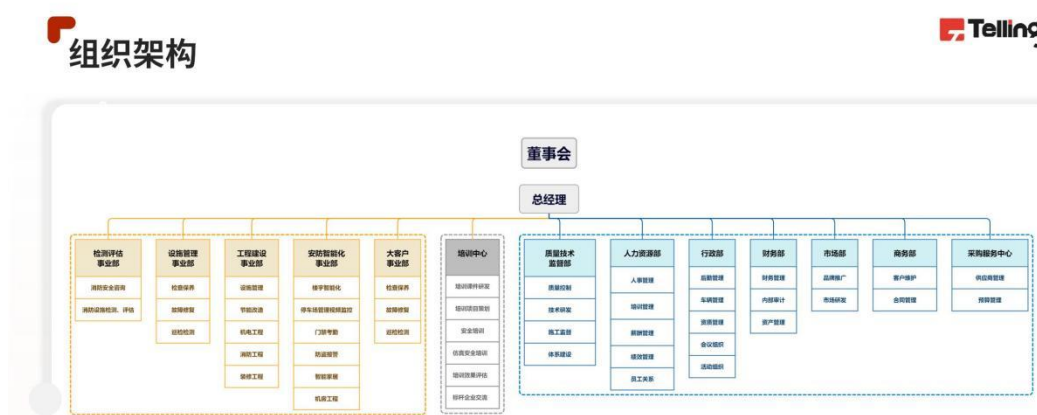 组织架构
Telling
董事会
总经理
检测评估
事业部
消防安全咨询
消防设施检测、评估
设施管理
事业部
检查保养
故障修复
巡检检测
工程建设
事业部
设施管理
节能改造
机电工程
消防工程
装修工程
安防智能化
事业部
楼宇智能化
停车场管理视频监控
门禁考勤
防盗报警
智能家居
机房工程
大客户
事业部
检查保养
故障修复
巡检检测
培训中心
培训课件研发
培训项目策划
安全培训
仿真安全培训
培训效果评估
标杆企业交流
质量技术
监督部
质量控制
技术研发
施工监督
体系建设
人力资源部
人事管理
培训管理
薪酬管理
绩效管理
员工关系
行政部
后勤管理
车辆管理
资质管理
会议组织
活动组织
财务部
财务管理
内部审计
资产管理
市场部
品牌推广
市场研发
商务部
客户维护
合同管理
采购服务中心
供应商管理
预算管理